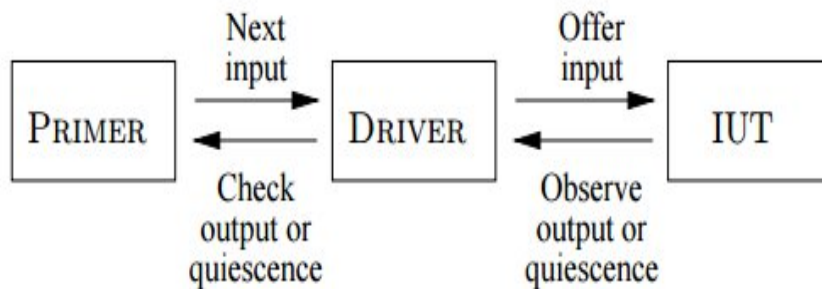 Next
input
Offer
input
PRIMER
DRIVER
IUT
Check
output or
quiescence
Observe
output or
quiescence